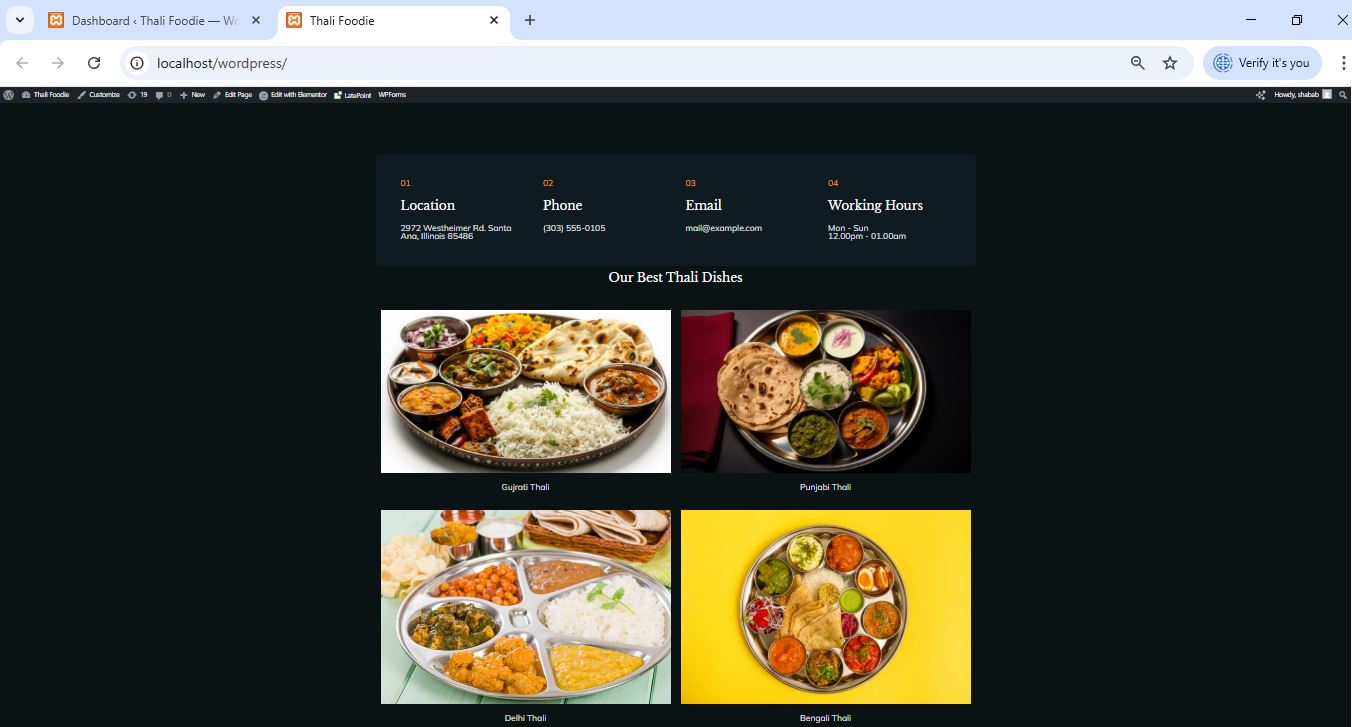 Dashboard ‹ Thali Foodie — Wo
Thali Foodie
localhost/wordpress/
Verify it's you
Thali Foodie
Customize
19
0
New
Edit Page
Edit with Elementor
LatePoint
WPForms
Howdy, shabab
01
Location
2972 Westheimer Rd. Santa
Ana, Illinois 85486
02
Phone
(303) 555-0105
03
Email
mail@example.com
04
Working Hours
Mon - Sun
12.00pm - 01.00am
Our Best Thali Dishes
Gujrati Thali
Punjabi Thali
Delhi Thali
Bengali Thali